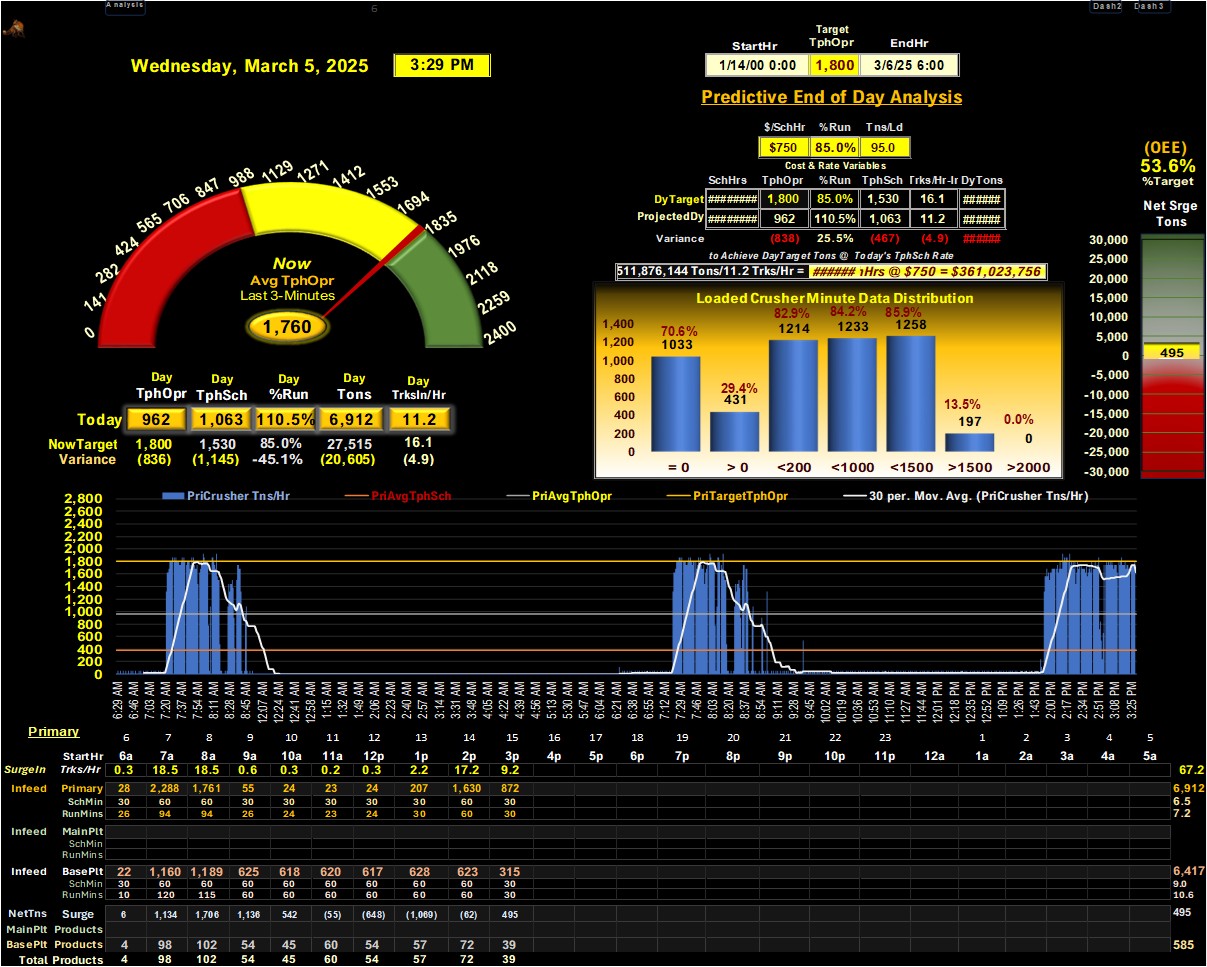 Analysis
6
Dash2 Dash3
Wednesday, March 5, 2025 3:29 PM
StartHr Target TphOpr EndHr
1/14/00 0:00 1,800 3/6/25 6:00
Predictive End of Day Analysis
$/SchHr %Run Tns/Ld
$750 85.0% 95.0
Cost & Rate Variables
SchHrs TphOpr %Run TphSch Trks/Hr-Ir DyTons
DyTarget ######## 1,800 85.0% 1,530 16.1 ######
ProjectedDy ######## 962 110.5% 1,063 11.2 ######
Variance (838) 25.5% (467) (4.9) ######
to Achieve DyTarget Tons @ Today's TphSch Rate
511,876,144 Tons/11.2 Trks/Hr = ###### Hrs @ $750 = $361,023,756
(OEE)
53.6%
%Target
Net Srge
Tons
30,000
25,000
20,000
15,000
10,000
5,000
0
495
-5,000
-10,000
-15,000
-20,000
-25,000
-30,000
0 141 282 424 565 706 847 988 1129 1271 1412 1553 1694 1835 1976 2118 2259 2400
Now
Avg TphOpr
Last 3-Minutes
1,760
Day TphOpr Day TphSch Day %Run Day Tons Day TrksIn/Hr
Today 962 1,063 110.5% 6,912 11.2
NowTarget 1,800 1,530 85.0% 27,515 16.1
Variance (836) (1,145) -45.1% (20,605) (4.9)
Loaded Crusher Minute Data Distribution
1,400
1,200
1,000
800
600
400
200
0
70.6% 29.4% 82.9% 84.2% 85.9% 13.5% 0.0%
1033 431 1214 1233 1258 197 0
= 0 > 0 <200 <1000 <1500 >1500 >2000
PriCrusher Tns/Hr PriAvgTphSch PriAvgTphOpr PriTargetTphOpr 30 per. Mov. Avg. (PriCrusher Tns/Hr)
2,800
2,600
2,400
2,200
2,000
1,800
1,600
1,400
1,200
1,000
800
600
400
200
0
6:29 AM 6:46 AM 7:03 AM 7:20 AM 7:37 AM 7:54 AM 8:11 AM 8:28 AM 8:45 AM 12:07 AM 12:24 AM 12:41 AM 12:58 AM 1:15 AM 1:32 AM 1:49 AM 2:06 AM 2:23 AM 2:40 AM 2:57 AM 3:14 AM 3:31 AM 3:48 AM 4:05 AM 4:22 AM 4:39 AM 4:56 AM 5:13 AM 5:30 AM 5:47 AM 6:04 AM 6:21 AM 6:38 AM 6:55 AM 7:12 AM 7:29 AM 7:46 AM 8:03 AM 8:20 AM 8:37 AM 8:54 AM 9:11 AM 9:28 AM 9:45 AM 10:02 AM 10:19 AM 10:36 AM 10:53 AM 11:10 AM 11:27 AM 11:44 AM 12:01 PM 12:18 PM 12:35 PM 12:52 PM 1:09 PM 1:26 PM 1:43 PM 2:00 PM 2:17 PM 2:34 PM 2:51 PM 3:08 PM 3:25 PM
Primary 6 7 8 9 10 11 12 13 14 15 16 17 18 19 20 21 22 23 1 2 3 4 5
StartHr 6a 7a 8a 9a 10a 11a 12p 1p 2p 3p 4p 5p 6p 7p 8p 9p 10p 11p 12a 1a 2a 3a 4a 5a
SurgeIn Trks/Hr 0.3 18.5 18.5 0.6 0.3 0.2 0.3 2.2 17.2 9.2 67.2
Infeed Primary 28 2,288 1,761 55 24 23 24 207 1,630 872 6,912
SchMin 30 60 60 30 30 30 30 30 60 30 6.5
RunMins 26 94 94 26 24 23 24 30 60 30 7.2
Infeed MainPlt
SchMin
RunMins
Infeed BasePlt 22 1,160 1,189 625 618 620 617 628 623 315 6,417
SchMin 30 60 60 60 60 60 60 60 60 30 9.0
RunMins 10 120 115 60 60 60 60 60 60 30 10.6
NetTns Surge 6 1,134 1,706 1,136 542 (55) (648) (1,069) (62) 495 495
MainPlt Products
BasePlt Products 4 98 102 54 45 60 54 57 72 39 585
Total Products 4 98 102 54 45 60 54 57 72 39